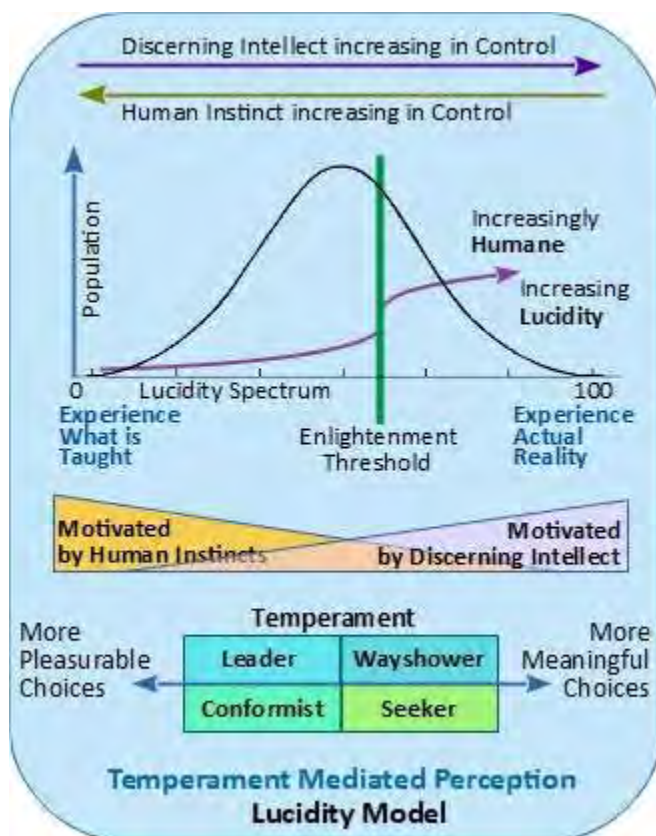 Discerning Intellect increasing in Control
Human Instinct increasing in Control
Population
Increasingly
Humane
Increasing
Lucidity
0
Lucidity Spectrum
100
Experience
What is
Taught
Enlightenment
Threshold
Experience
Actual
Reality
Motivated
by Human Instincts
Motivated
by Discerning Intellect
Temperament
More
Pleasurable
Choices
Leader
Wayshower
Conformist
Seeker
More
Meaningful
Choices
Temperament Mediated Perception
Lucidity Model